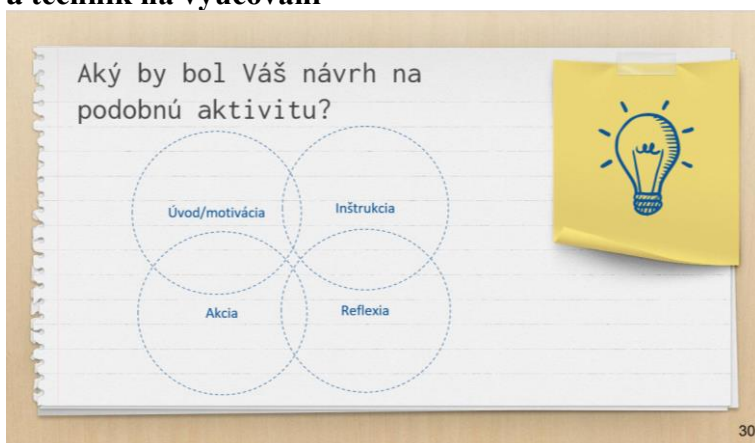 a techník na vyučovaní
Aký by bol Váš návrh na
podobnú aktivitu?
Úvod/motivácia
Inštrukcia
Akcia
Reflexia
30